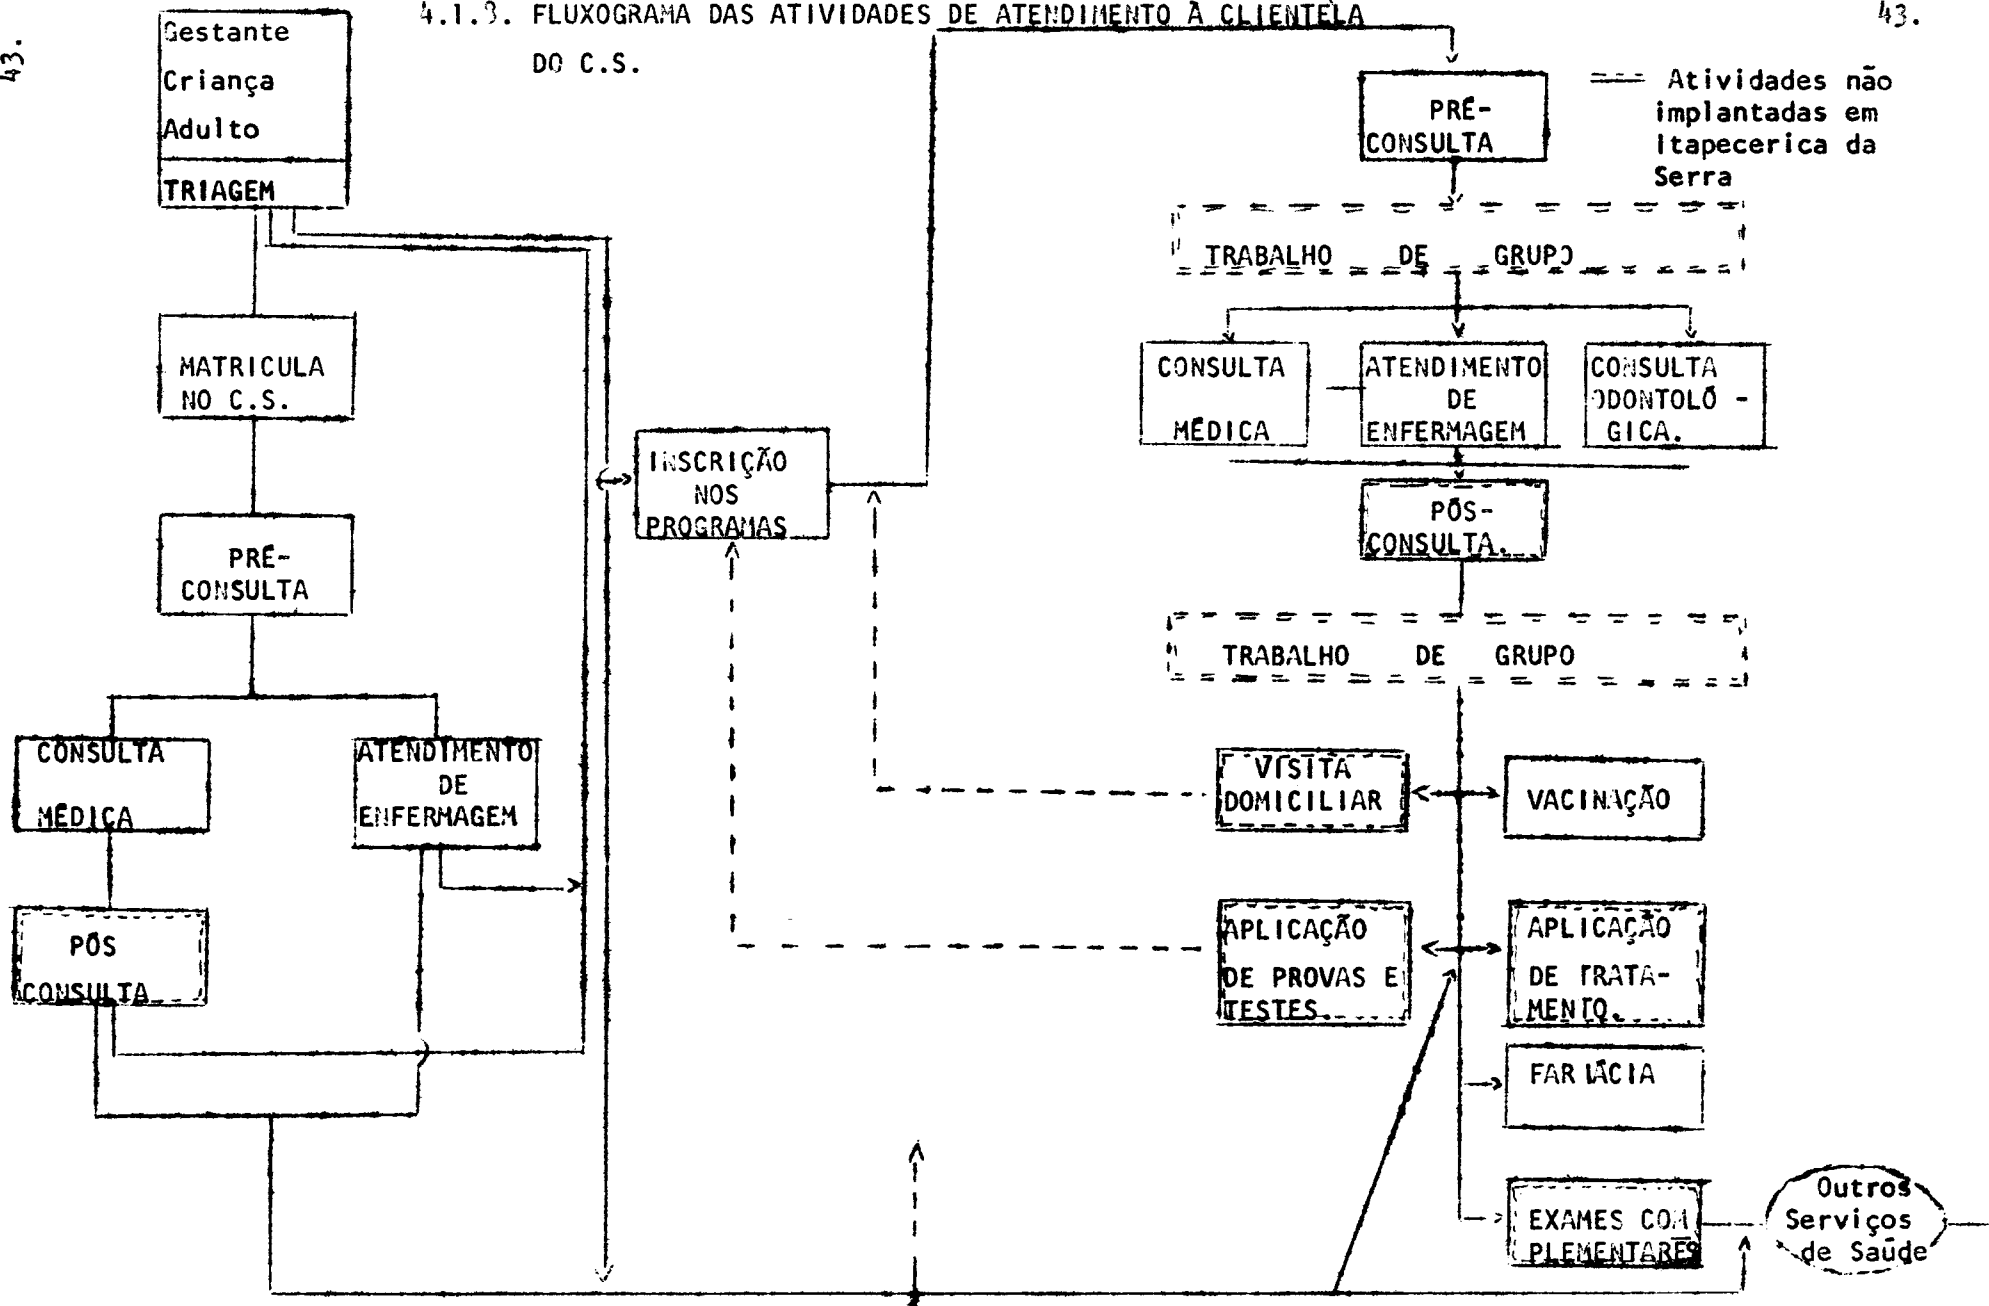 43.
4.1.3. FLUXOGRAMA DAS ATIVIDADES DE ATENDIMENTO À CLIENTELA
DO C.S.
43.
Gestante
Criança
Adulto
TRIAGEM
MATRICULA
NO C.S.
PRÉ-
CONSULTA
CONSULTA
MÉDICA
ATENDIMENTO
DE
ENFERMAGEM
PÓS
CONSULTA
INSCRIÇÃO
NOS
PROGRAMAS
PRÉ-
CONSULTA
=== Atividades não
implantadas em
Itapecerica da
Serra
TRABALHO DE GRUPO
CONSULTA
MÉDICA
ATENDIMENTO
DE
ENFERMAGEM
CONSULTA
ODONTOLÓ -
GICA.
PÓS-
CONSULTA.
TRABALHO DE GRUPO
VISITA
DOMICILIAR
VACINAÇÃO
APLICAÇÃO
DE PROVAS E
TESTES.
APLICAÇÃO
DE TRATA-
MENTO.
FARMÁCIA
EXAMES COM
PLEMENTARES
Outros
Serviços
de Saúde